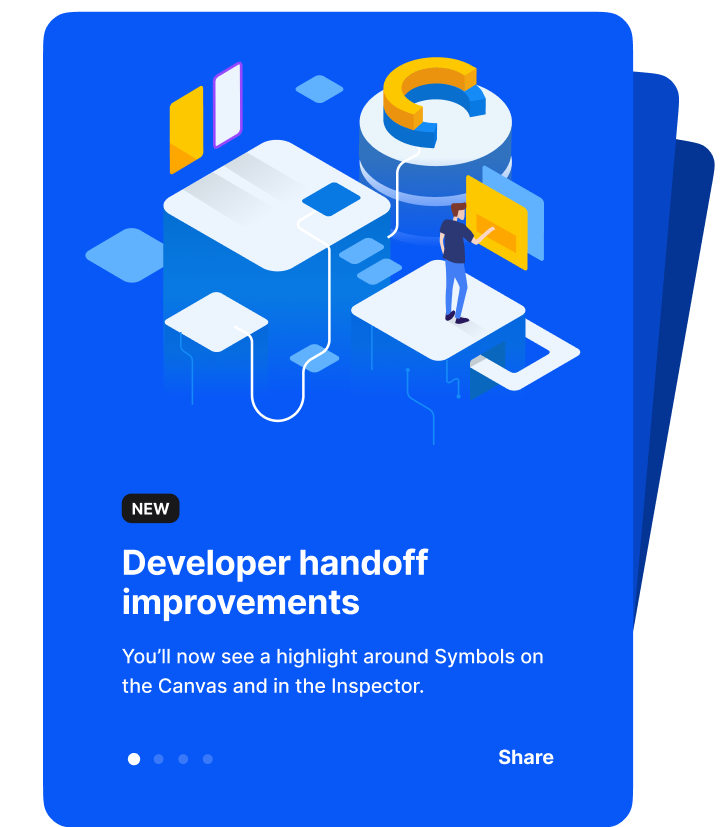 NEW
Developer handoff
improvements
You’ll now see a highlight around Symbols on
the Canvas and in the Inspector.
Share